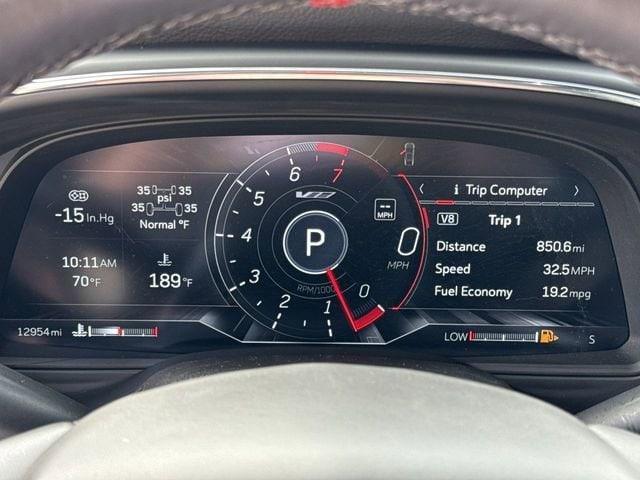 6 7
5
4
3
2
1
0
P
RPM/1000
--
MPH
0
MPH
35 35
psi
35 35
Normal °F
-15 In.Hg
10:11AM
70°F
189°F
12954mi
< i Trip Computer >
V8 Trip 1
Distance 850.6mi
Speed 32.5MPH
Fuel Economy 19.2mpg
LOW
S